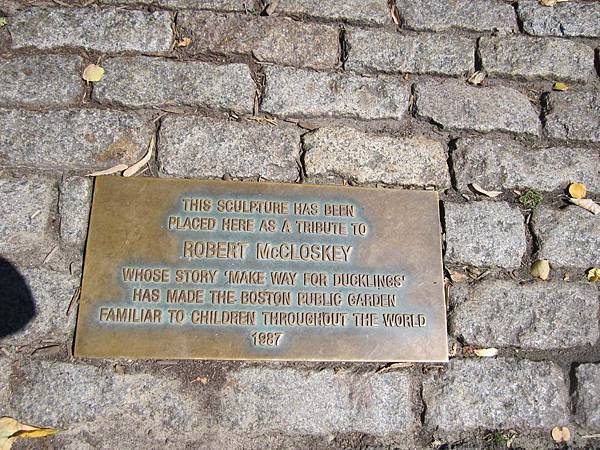 THIS SCULPTURE HAS BEEN
PLACED HERE AS A TRIBUTE TO
ROBERT McCLOSKEY
WHOSE STORY 'MAKE WAY FOR DUCKLINGS'
HAS MADE THE BOSTON PUBLIC GARDEN
FAMILIAR TO CHILDREN THROUGHOUT THE WORLD
1987